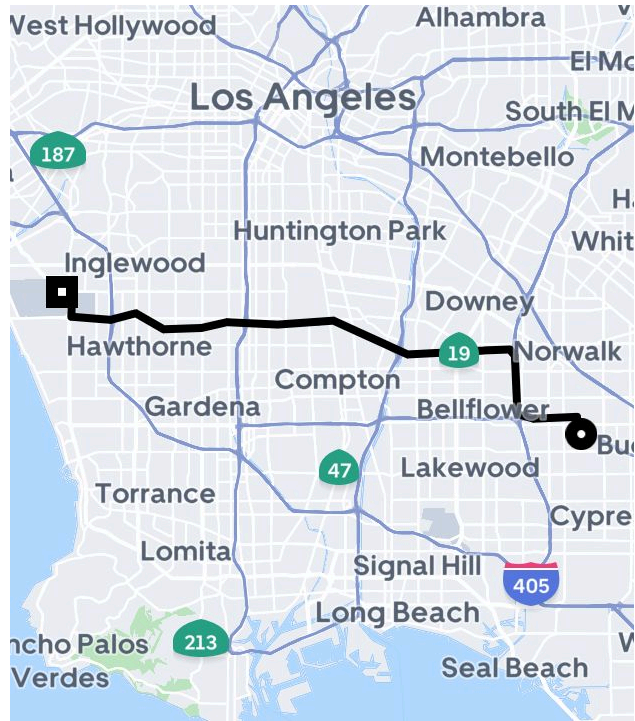 West Hollywood
Alhambra
El Mo
Los Angeles
South El M
187
Montebello
Huntington Park
Whit
Inglewood
Downey
19
Norwalk
Hawthorne
Compton
Gardena
Bellflower
Bue
47
Lakewood
Torrance
Cypre
Lomita
Signal Hill
405
Long Beach
213
ncho Palos
Verdes
Seal Beach